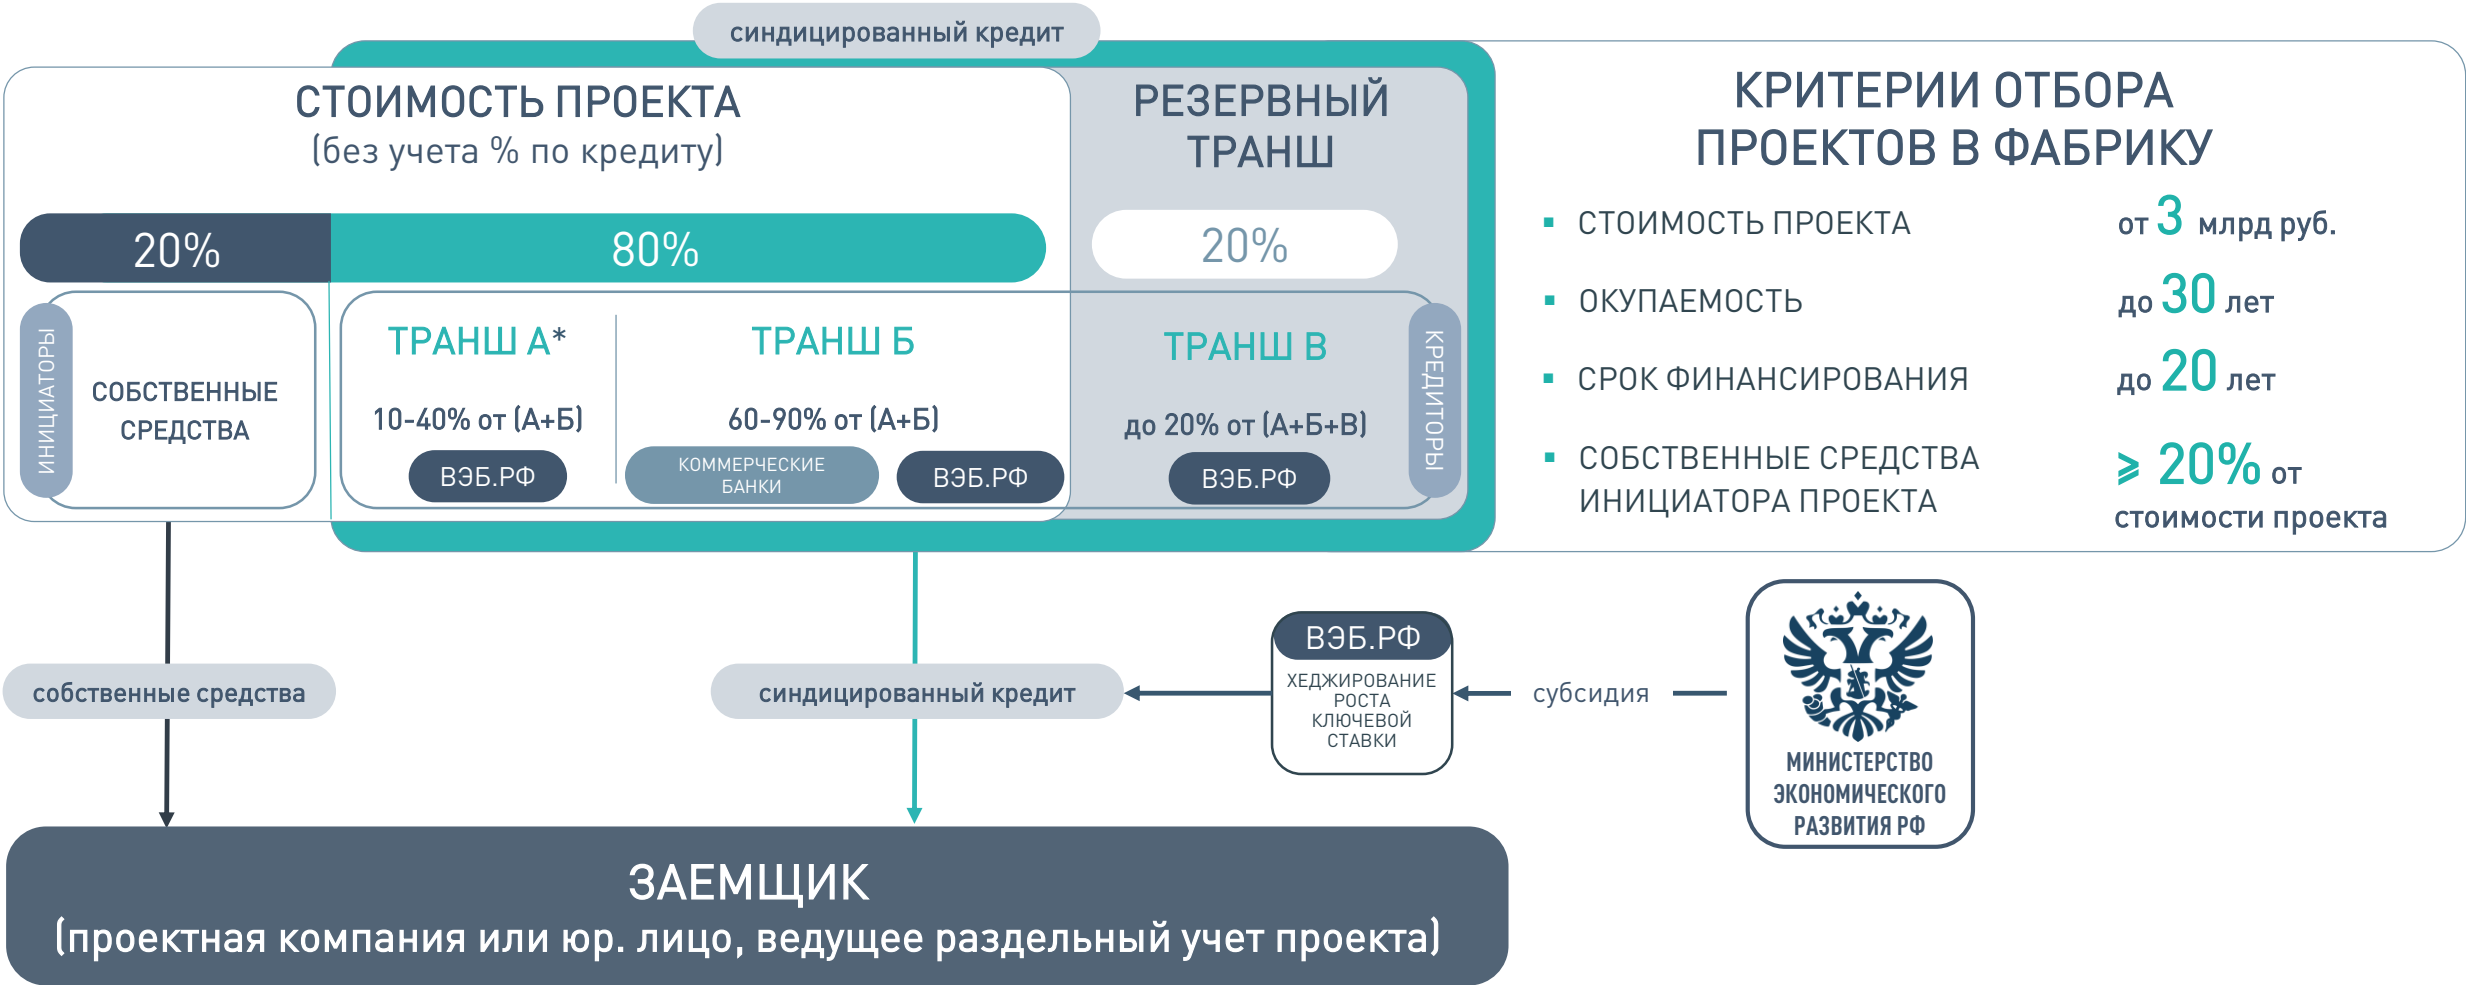 синдицированный кредит
СТОИМОСТЬ ПРОЕКТА
(без учета % по кредиту)
20%
80%
ИНИЦИАТОРЫ
СОБСТВЕННЫЕ
СРЕДСТВА
ТРАНШ А*
10-40% от (А+Б)
ВЭБ.РФ
ТРАНШ Б
60-90% от (А+Б)
КОММЕРЧЕСКИЕ
БАНКИ
ВЭБ.РФ
РЕЗЕРВНЫЙ
ТРАНШ
20%
ТРАНШ В
до 20% от (А+Б+В)
ВЭБ.РФ
КРЕДИТОРЫ
КРИТЕРИИ ОТБОРА
ПРОЕКТОВ В ФАБРИКУ
▪ СТОИМОСТЬ ПРОЕКТА от 3 млрд руб.
▪ ОКУПАЕМОСТЬ до 30 лет
▪ СРОК ФИНАНСИРОВАНИЯ до 20 лет
▪ СОБСТВЕННЫЕ СРЕДСТВА
ИНИЦИАТОРА ПРОЕКТА
⩾ 20% от
стоимости проекта
собственные средства
синдицированный кредит
ВЭБ.РФ
ХЕДЖИРОВАНИЕ
РОСТА
КЛЮЧЕВОЙ
СТАВКИ
субсидия
МИНИСТЕРСТВО
ЭКОНОМИЧЕСКОГО
РАЗВИТИЯ РФ
ЗАЕМЩИК
(проектная компания или юр. лицо, ведущее раздельный учет проекта)